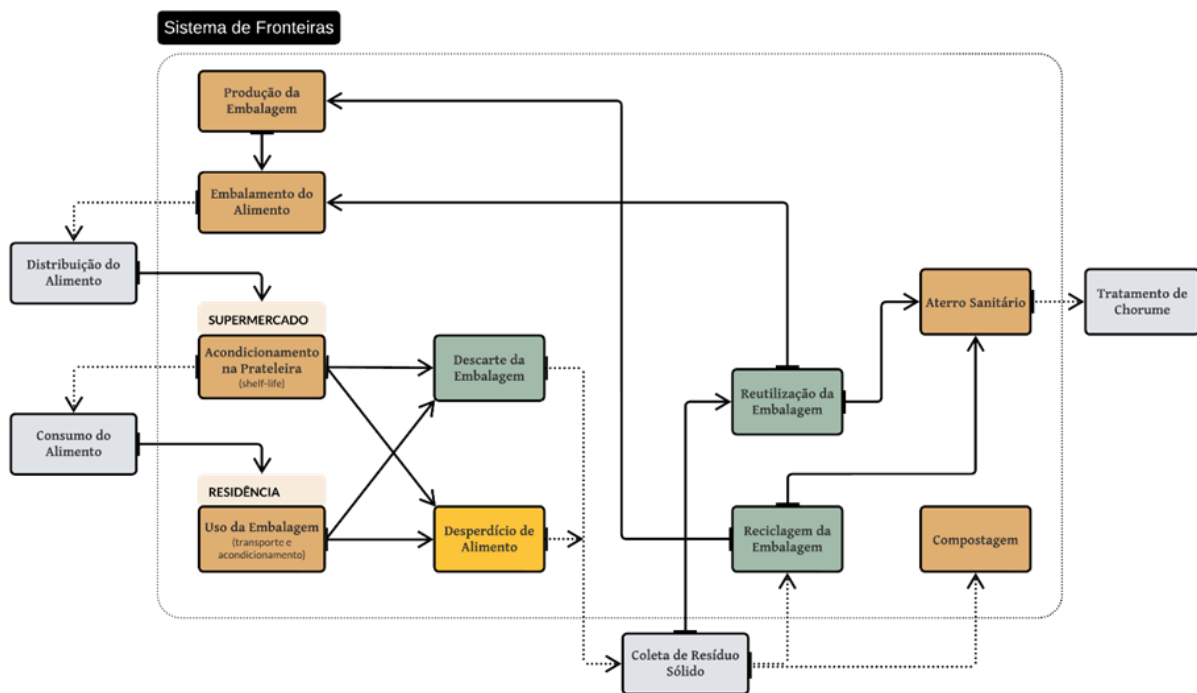 Sistema de Fronteiras
Produção da
Embalagem
Embalamento do
Alimento
Distribuição do
Alimento
SUPERMERCADO
Acondicionamento
na Prateleira
(shelf-life)
Descarte da
Embalagem
Consumo do
Alimento
RESIDÊNCIA
Uso da Embalagem
(transporte e
acondicionamento)
Desperdício de
Alimento
Reutilização da
Embalagem
Reciclagem da
Embalagem
Aterro Sanitário
Tratamento de
Chorume
Compostagem
Coleta de Resíduo
Sólido